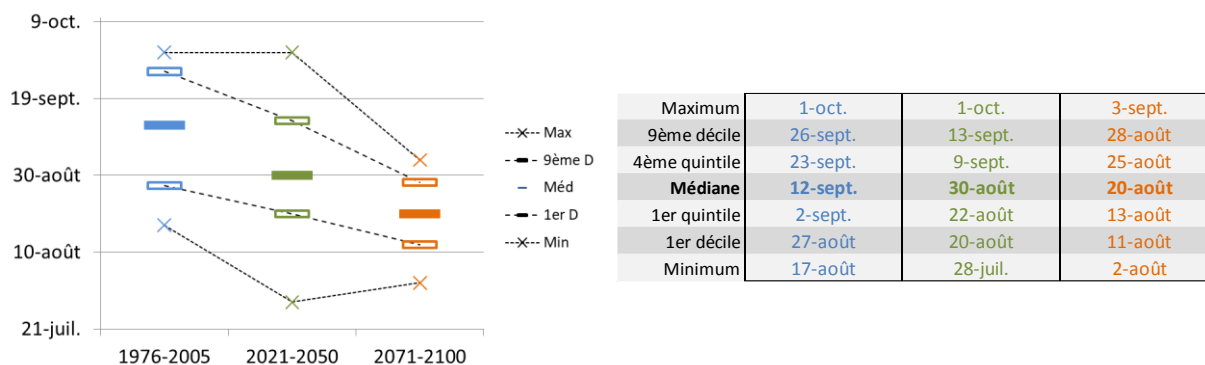 9-oct.
19-sept.
30-août
10-août
21-juil.
1976-2005 2021-2050 2071-2100
Max
9ème D
Méd
1er D
Min
Maximum 1-oct. 1-oct. 3-sept.
9ème décile 26-sept. 13-sept. 28-août
4ème quintile 23-sept. 9-sept. 25-août
Médiane 12-sept. 30-août 20-août
1er quintile 2-sept. 22-août 13-août
1er décile 27-août 20-août 11-août
Minimum 17-août 28-juil. 2-août